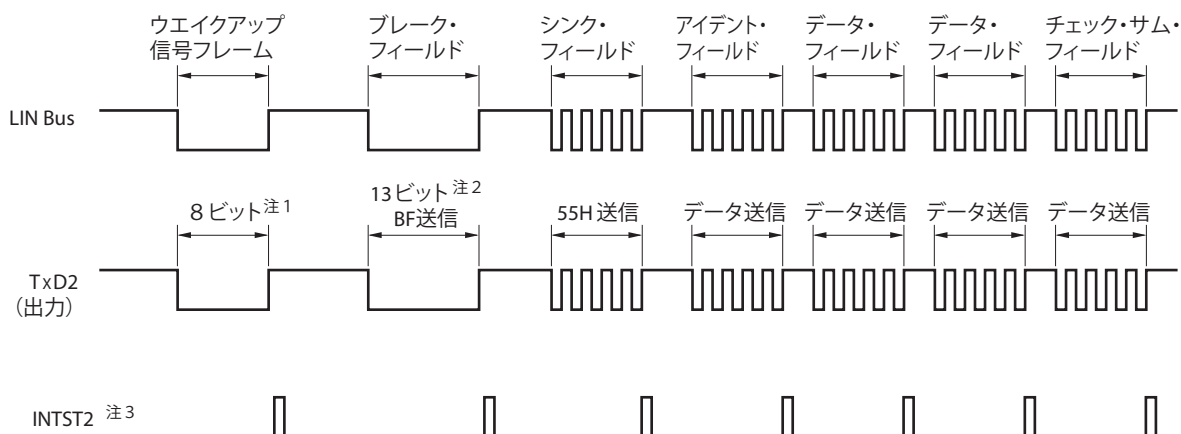 ウエイクアップ
信号フレーム
ブレーク・
フィールド
シンク・
フィールド
アイデント・
フィールド
データ・
フィールド
データ・
フィールド
チェック・サム・
フィールド
LIN Bus
8 ビット注1
13 ビット注2
BF送信
55H 送信
データ送信
データ送信
データ送信
データ送信
TxD2
（出力）
INTST2 注3